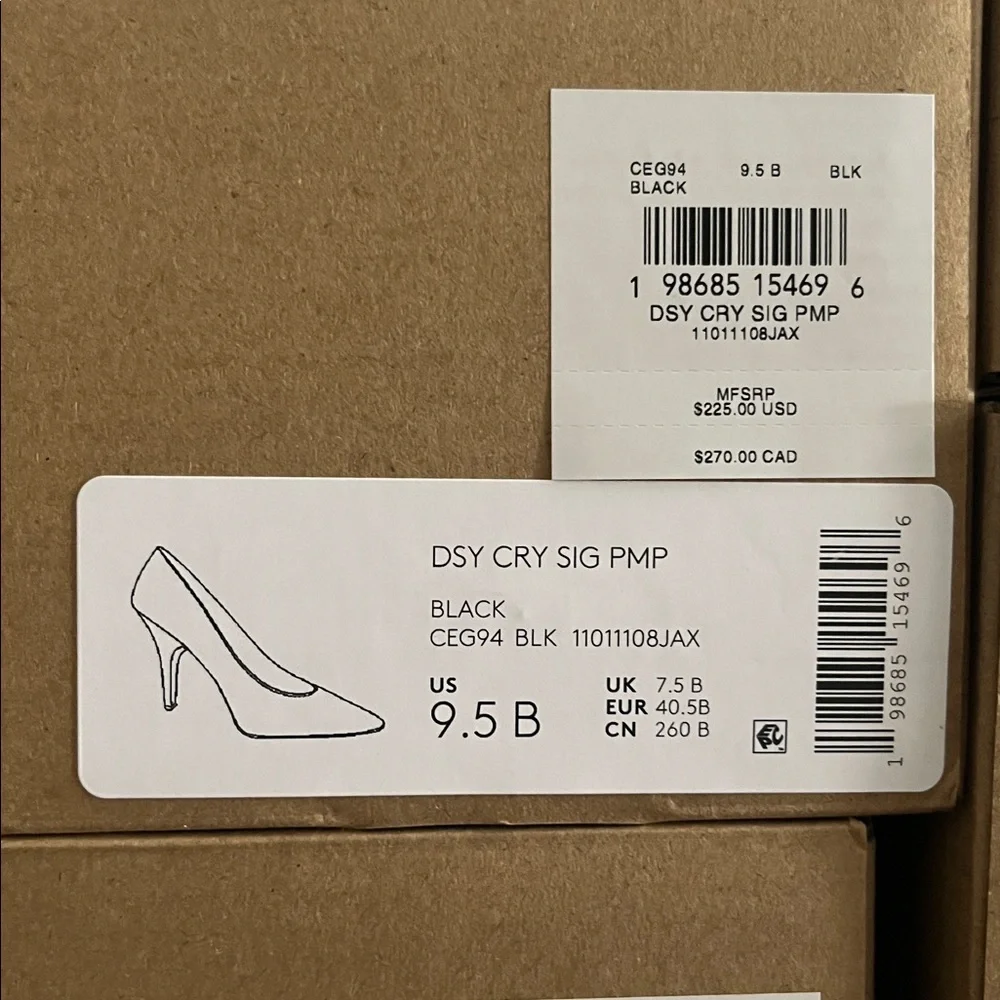 CEG94 9.5 B BLK
BLACK
1 98685 15469 6
DSY CRY SIG PMP
11011108JAX
MFSRP
$225.00 USD
$270.00 CAD
DSY CRY SIG PMP
BLACK
CEG94 BLK 11011108JAX
US
9.5 B
UK 7.5 B
EUR 40.5B
CN 260 B
1 98685 15469 6